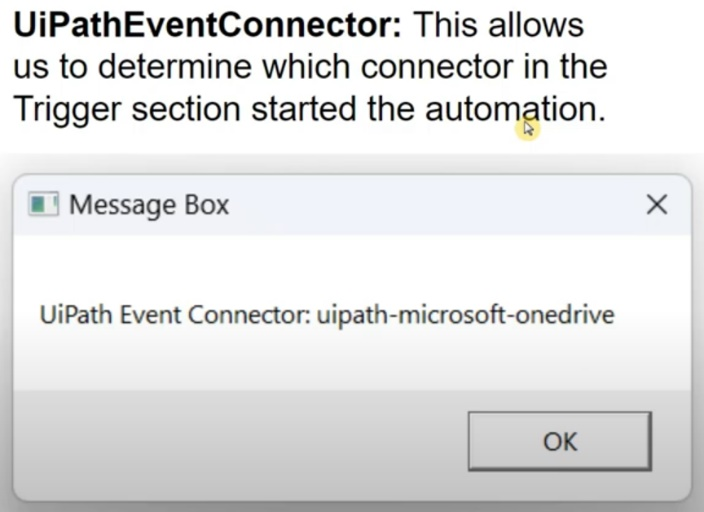 UiPathEventConnector: This allows
us to determine which connector in the
Trigger section started the automation.
Message Box
UiPath Event Connector: uipath-microsoft-onedrive
OK